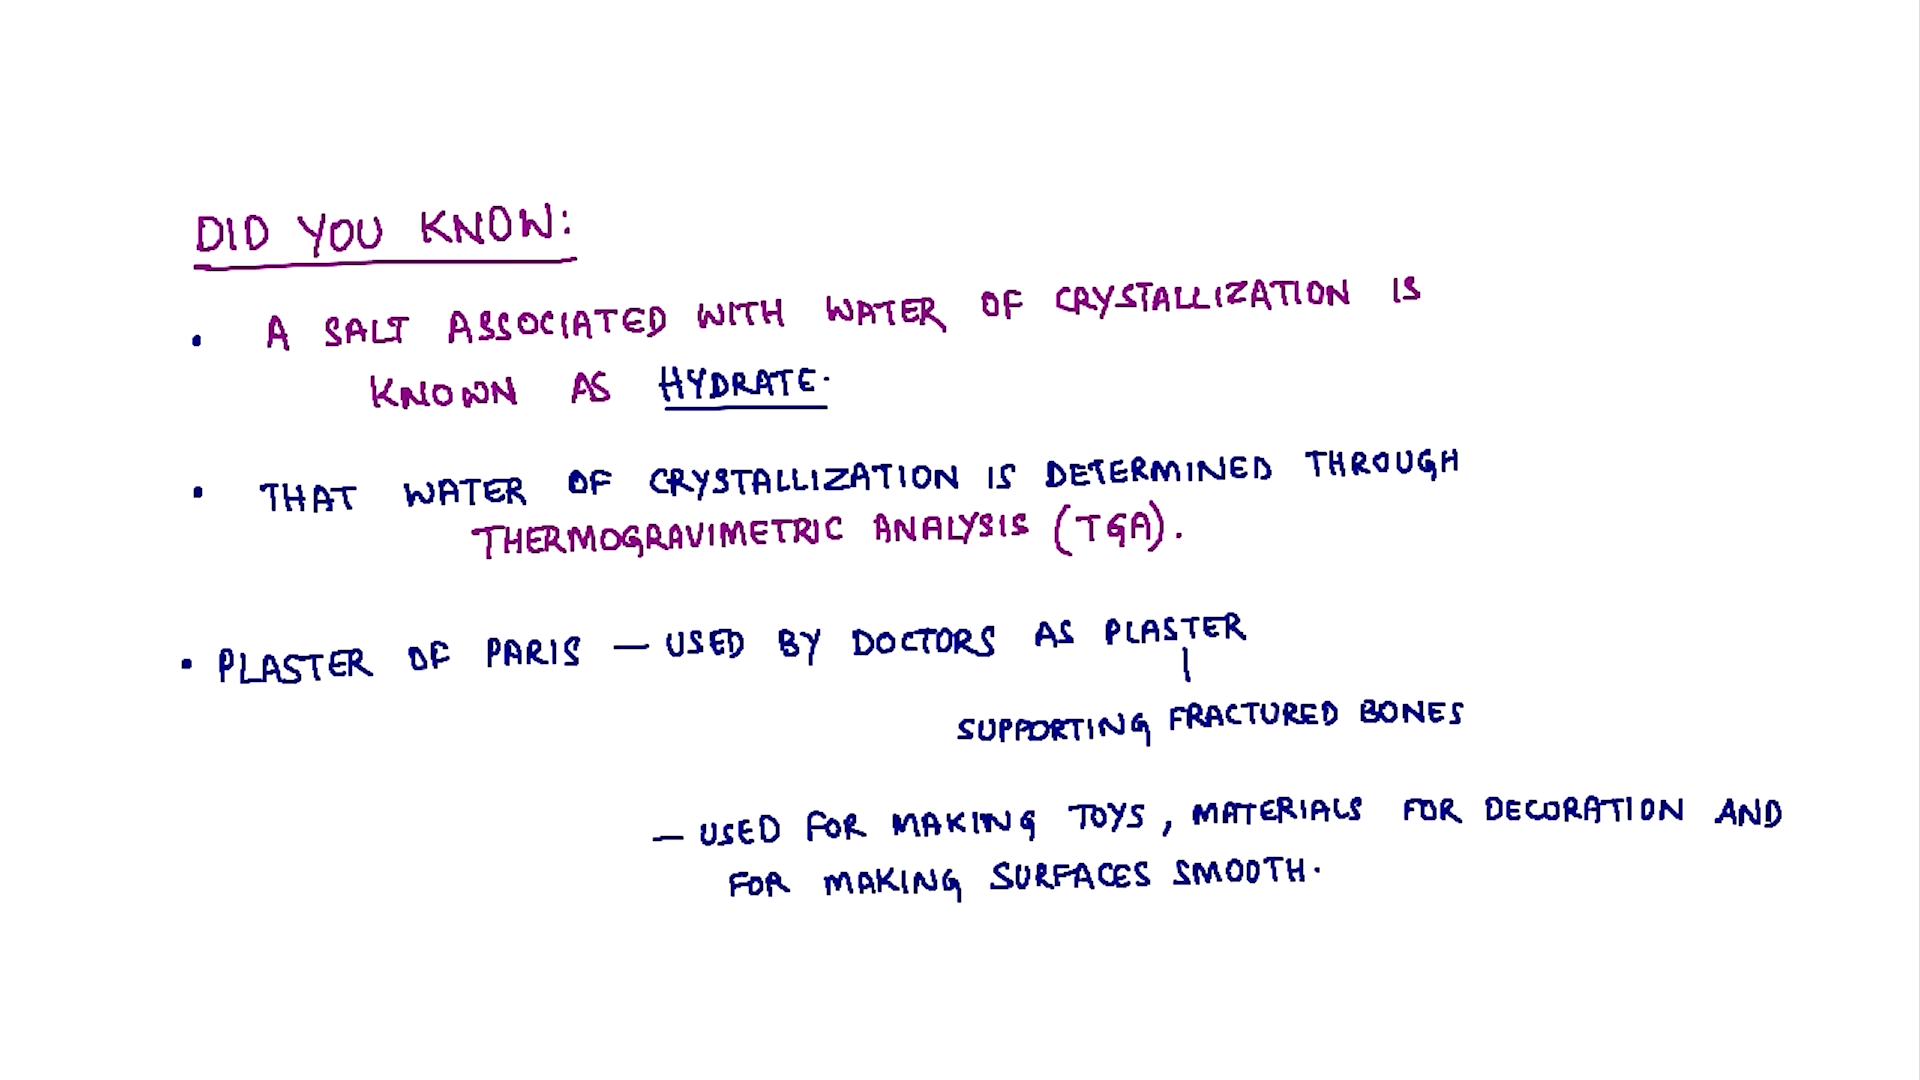 DID YOU KNOW:
• A SALT ASSOCIATED WITH WATER OF CRYSTALLIZATION IS
KNOWN AS HYDRATE.
• THAT WATER OF CRYSTALLIZATION IS DETERMINED THROUGH
THERMOGRAVIMETRIC ANALYSIS (TGA).
• PLASTER OF PARIS — USED BY DOCTORS AS PLASTER
SUPPORTING FRACTURED BONES
— USED FOR MAKING TOYS, MATERIALS FOR DECORATION AND
FOR MAKING SURFACES SMOOTH.